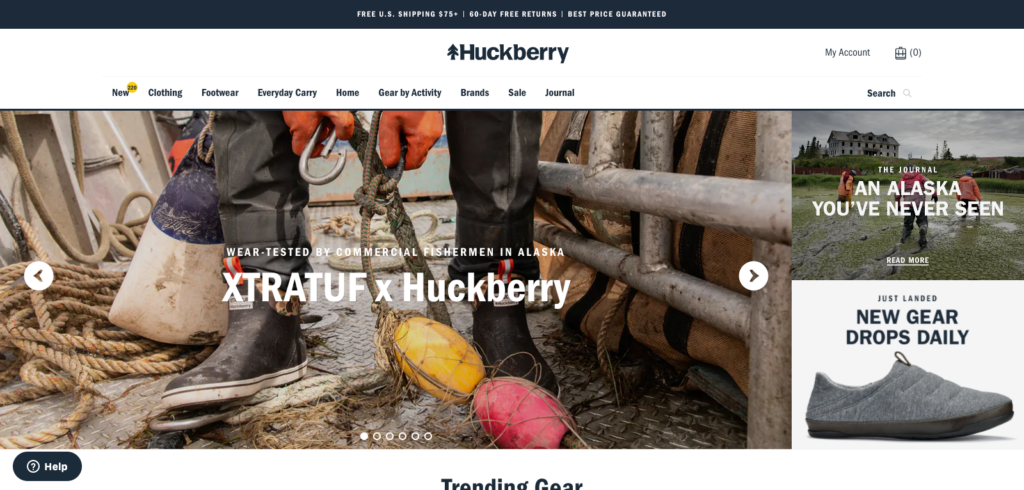 FREE U.S. SHIPPING $75+ | 60-DAY FREE RETURNS | BEST PRICE GUARANTEED
Huckberry
My Account
(0)
New
320
Clothing
Footwear
Everyday Carry
Home
Gear by Activity
Brands
Sale
Journal
Search
WEAR-TESTED BY COMMERCIAL FISHERMEN IN ALASKA
XTRATUF x Huckberry
THE JOURNAL
AN ALASKA
YOU'VE NEVER SEEN
READ MORE
JUST LANDED
NEW GEAR
DROPS DAILY
Help
Trending Gear